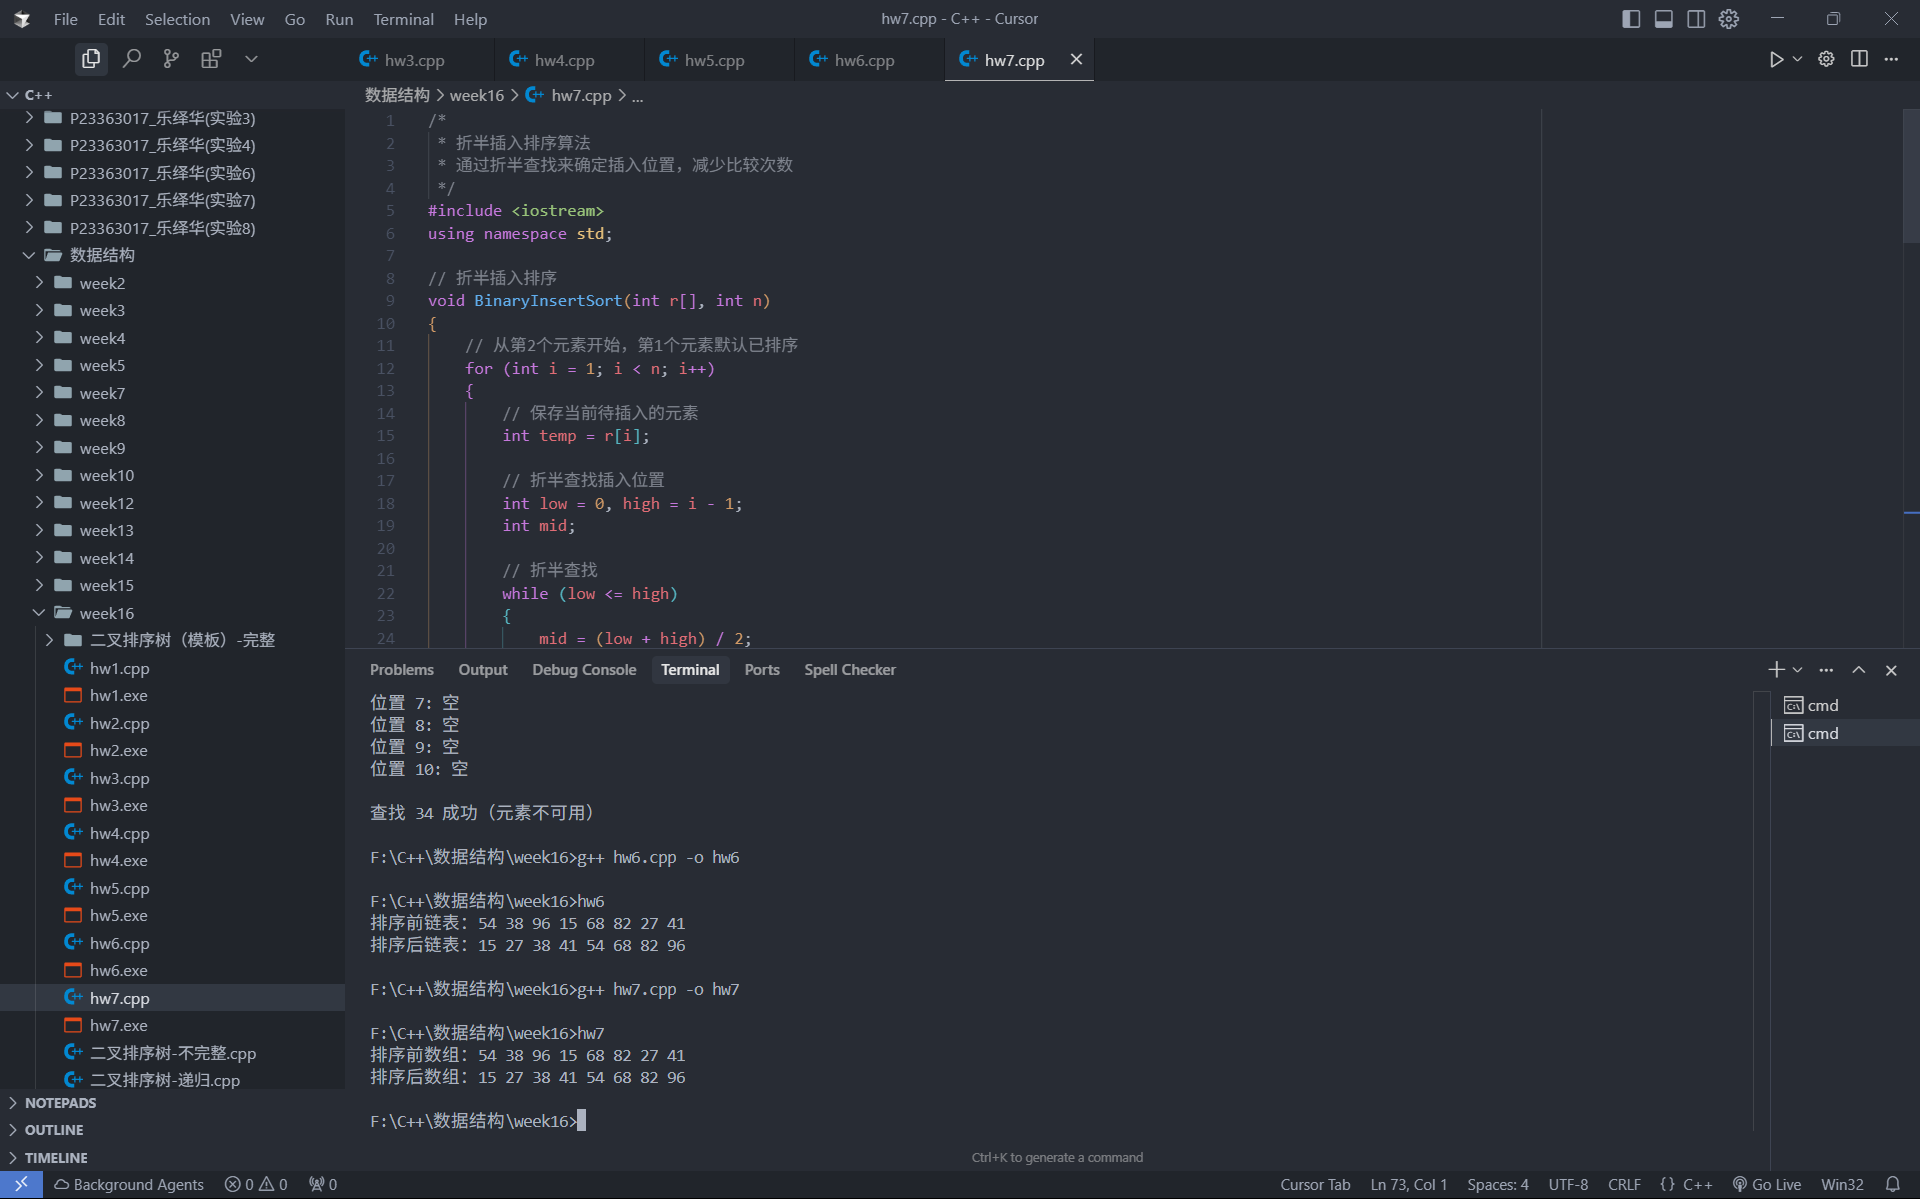 File Edit Selection View Go Run Terminal Help
hw7.cpp - C++ - Cursor
hw3.cpp hw4.cpp hw5.cpp hw6.cpp hw7.cpp
C++
P23363017_乐绎华(实验3)
P23363017_乐绎华(实验4)
P23363017_乐绎华(实验6)
P23363017_乐绎华(实验7)
P23363017_乐绎华(实验8)
数据结构
week2
week3
week4
week5
week7
week8
week9
week10
week12
week13
week14
week15
week16
二叉排序树（模板）-完整
hw1.cpp
hw1.exe
hw2.cpp
hw2.exe
hw3.cpp
hw3.exe
hw4.cpp
hw4.exe
hw5.cpp
hw5.exe
hw6.cpp
hw6.exe
hw7.cpp
hw7.exe
二叉排序树-不完整.cpp
二叉排序树-递归.cpp
NOTEPADS
OUTLINE
TIMELINE
数据结构 > week16 > hw7.cpp > ...
1 /*
2 * 折半插入排序算法
3 * 通过折半查找来确定插入位置，减少比较次数
4 */
5 #include <iostream>
6 using namespace std;
7
8 // 折半插入排序
9 void BinaryInsertSort(int r[], int n)
10 {
11 // 从第2个元素开始，第1个元素默认已排序
12 for (int i = 1; i < n; i++)
13 {
14 // 保存当前待插入的元素
15 int temp = r[i];
16
17 // 折半查找插入位置
18 int low = 0, high = i - 1;
19 int mid;
20
21 // 折半查找
22 while (low <= high)
23 {
24 mid = (low + high) / 2;
Problems Output Debug Console Terminal Ports Spell Checker
位置 7: 空
位置 8: 空
位置 9: 空
位置 10: 空
查找 34 成功（元素不可用）
F:\C++\数据结构\week16>g++ hw6.cpp -o hw6
F:\C++\数据结构\week16>hw6
排序前链表: 54 38 96 15 68 82 27 41
排序后链表: 15 27 38 41 54 68 82 96
F:\C++\数据结构\week16>g++ hw7.cpp -o hw7
F:\C++\数据结构\week16>hw7
排序前数组: 54 38 96 15 68 82 27 41
排序后数组: 15 27 38 41 54 68 82 96
F:\C++\数据结构\week16>
cmd
cmd
Ctrl+K to generate a command
Background Agents 0 0 0
Cursor Tab Ln 73, Col 1 Spaces: 4 UTF-8 CRLF {} C++ Go Live Win32